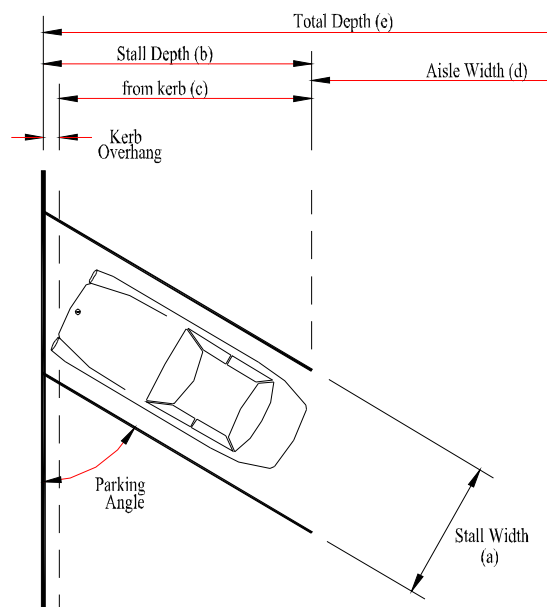 Total Depth (e)
Stall Depth (b)
Aisle Width (d)
from kerb (c)
Kerb
Overhang
Parking
Angle
Stall Width
(a)